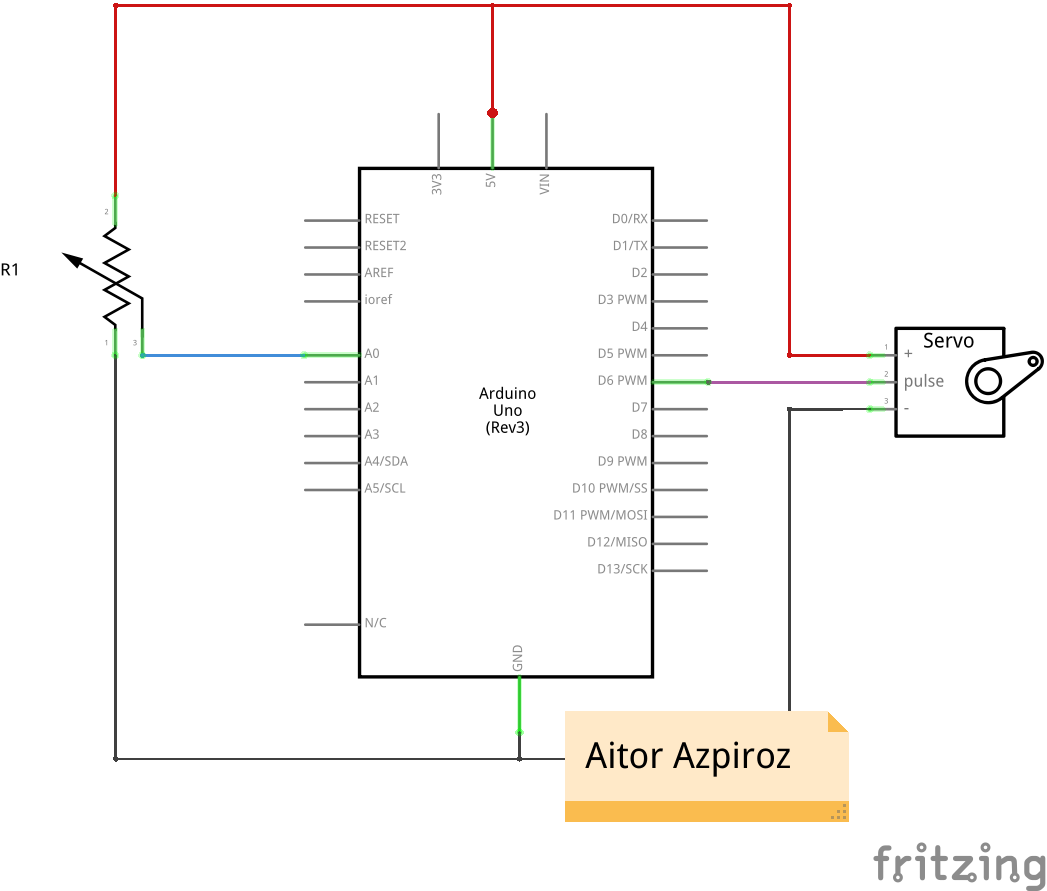 3V3
5V
VIN
2
R1
1
3
RESET
RESET2
AREF
ioref
A0
A1
A2
A3
A4/SDA
A5/SCL
N/C
Arduino
Uno
(Rev3)
D0/RX
D1/TX
D2
D3 PWM
D4
D5 PWM
D6 PWM
D7
D8
D9 PWM
D10 PWM/SS
D11 PWM/MOSI
D12/MISO
D13/SCK
GND
Servo
1
+
2
pulse
3
-
Aitor Azpiroz
fritzing